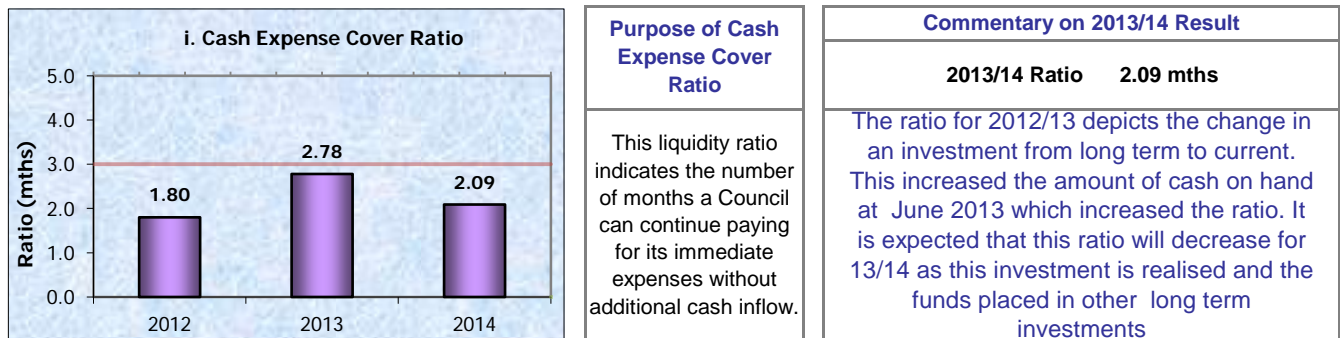 i. Cash Expense Cover Ratio
5.0
4.0
3.0
2.0
1.0
0.0
Ratio (mths)
1.80
2.78
2.09
2012
2013
2014
Purpose of Cash
Expense Cover
Ratio
This liquidity ratio
indicates the number
of months a Council
can continue paying
for its immediate
expenses without
additional cash inflow.
Commentary on 2013/14 Result
2013/14 Ratio 2.09 mths
The ratio for 2012/13 depicts the change in
an investment from long term to current.
This increased the amount of cash on hand
at June 2013 which increased the ratio. It
is expected that this ratio will decrease for
13/14 as this investment is realised and the
funds placed in other long term
investments